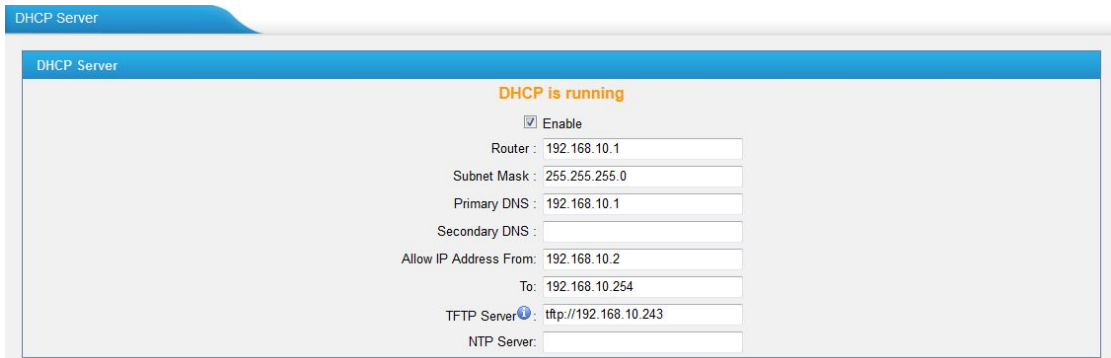 DHCP Server
DHCP Server
DHCP is running
Enable
Router : 192.168.10.1
Subnet Mask : 255.255.255.0
Primary DNS : 192.168.10.1
Secondary DNS :
Allow IP Address From: 192.168.10.2
To: 192.168.10.254
TFTP Server i : tftp://192.168.10.243
NTP Server: